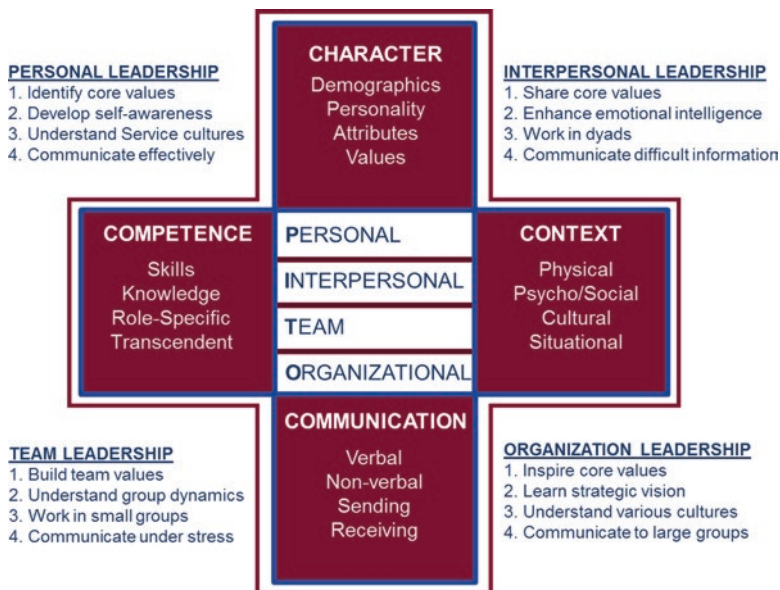 CHARACTER
Demographics
Personality
Attributes
Values
PERSONAL LEADERSHIP
1. Identify core values
2. Develop self-awareness
3. Understand Service cultures
4. Communicate effectively
INTERPERSONAL LEADERSHIP
1. Share core values
2. Enhance emotional intelligence
3. Work in dyads
4. Communicate difficult information
COMPETENCE
Skills
Knowledge
Role-Specific
Transcendent
PERSONAL
INTERPERSONAL
TEAM
ORGANIZATIONAL
CONTEXT
Physical
Psycho/Social
Cultural
Situational
COMMUNICATION
Verbal
Non-verbal
Sending
Receiving
TEAM LEADERSHIP
1. Build team values
2. Understand group dynamics
3. Work in small groups
4. Communicate under stress
ORGANIZATION LEADERSHIP
1. Inspire core values
2. Learn strategic vision
3. Understand various cultures
4. Communicate to large groups